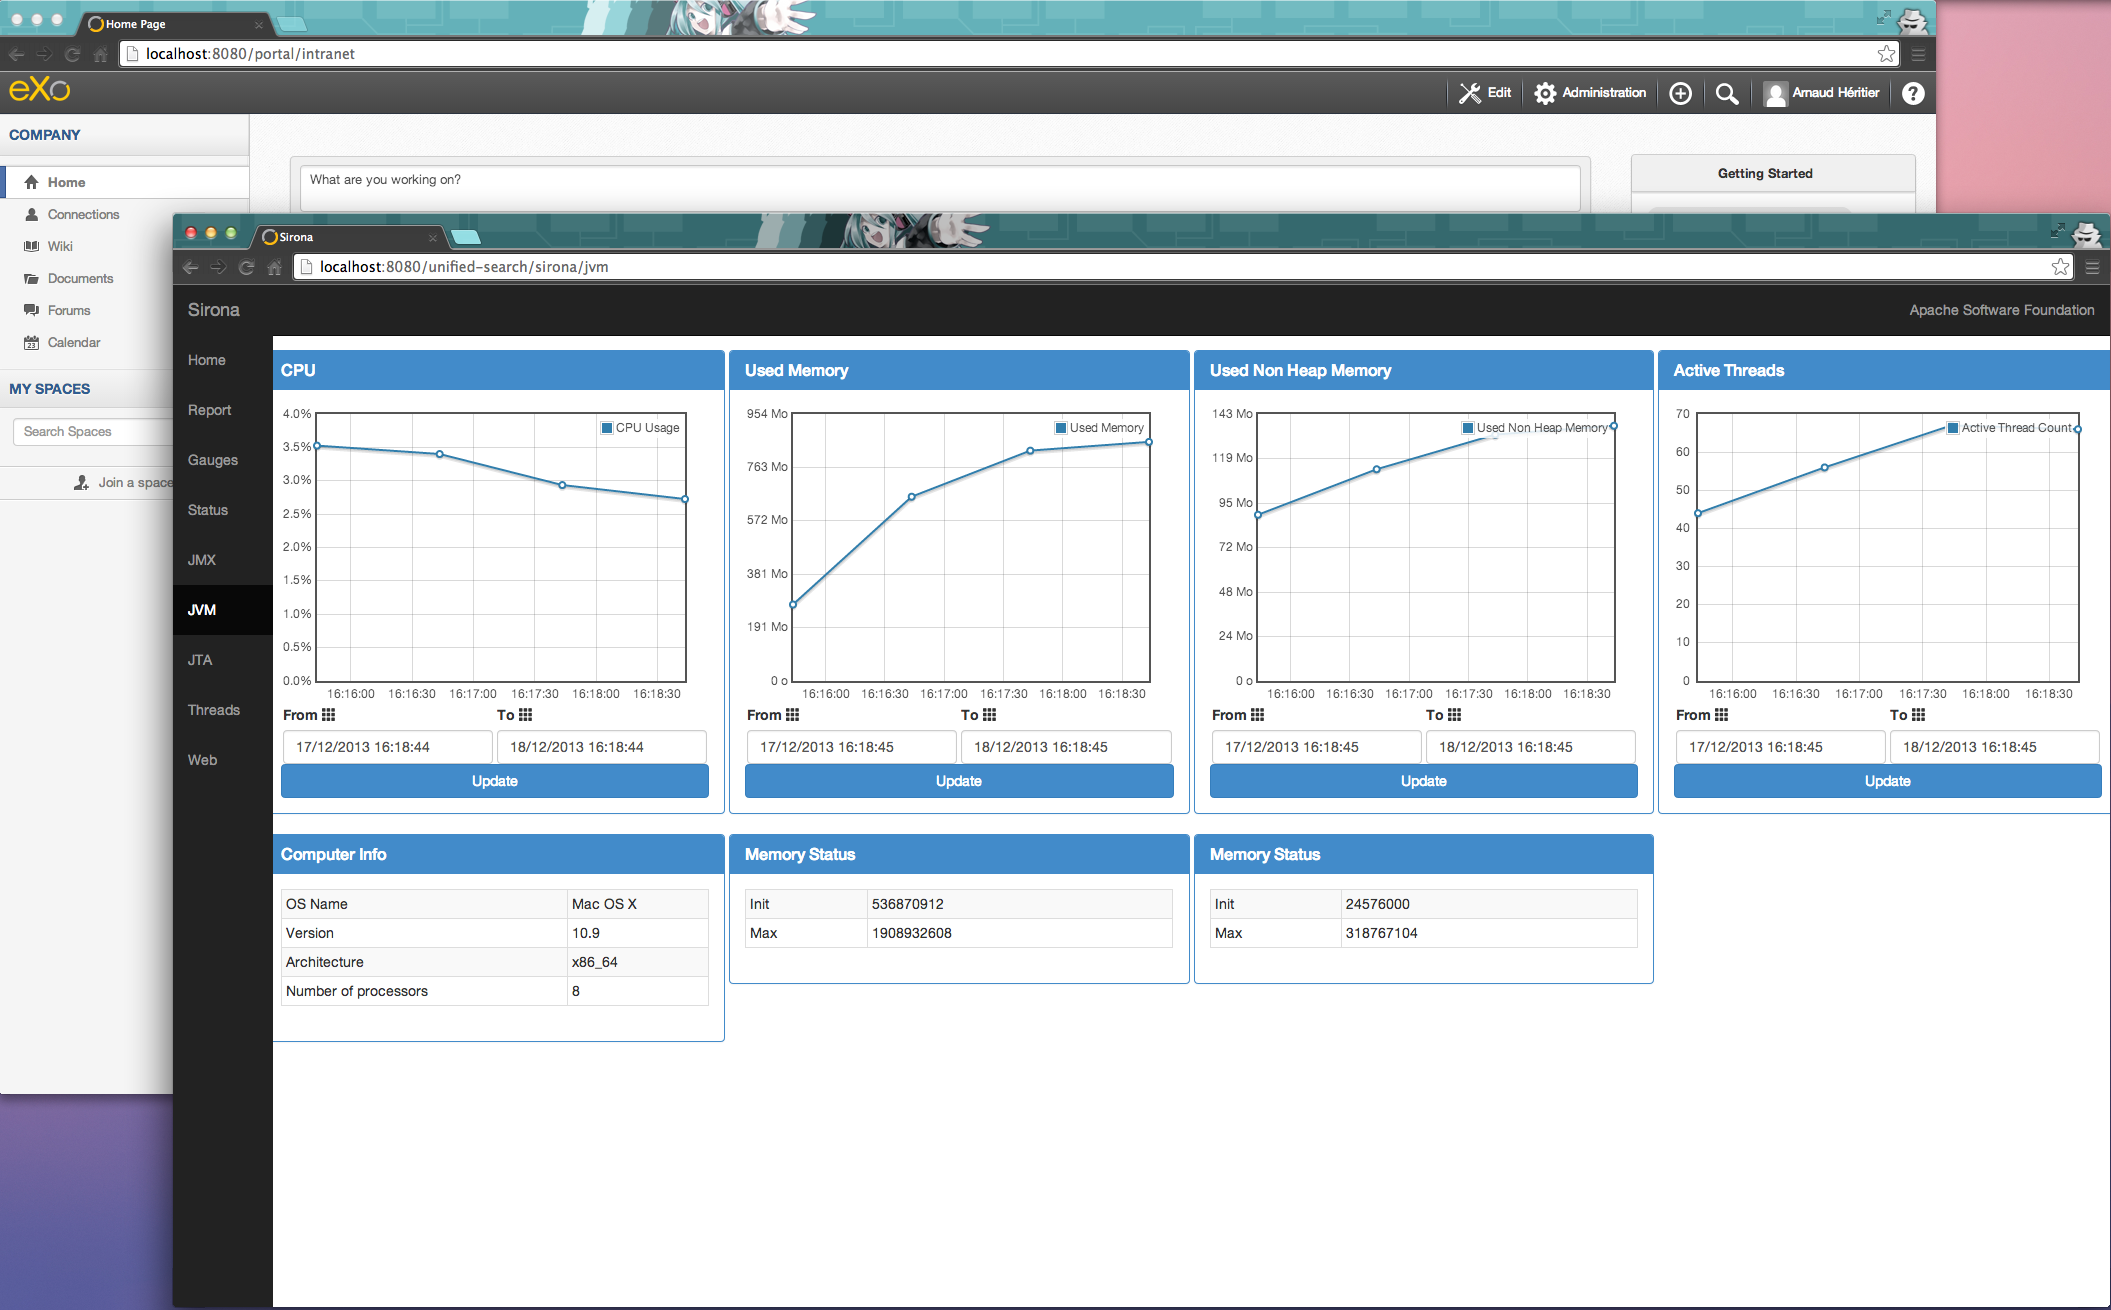 Home Page
localhost:8080/portal/intranet
eXo
Edit
Administration
Arnaud Héritier
?
COMPANY
Home
Connections
Wiki
Documents
Forums
23
Calendar
MY SPACES
Search Spaces
Join a space
What are you working on?
Getting Started
Sirona
localhost:8080/unified-search/sirona/jvm
Sirona
Apache Software Foundation
Home
Report
Gauges
Status
JMX
JVM
JTA
Threads
Web
CPU
4.0%
3.5%
3.0%
2.5%
2.0%
1.5%
1.0%
0.5%
0.0%
CPU Usage
16:16:00 16:16:30 16:17:00 16:17:30 16:18:00 16:18:30
From To
17/12/2013 16:18:44 18/12/2013 16:18:44
Update
Used Memory
954 Mo
763 Mo
572 Mo
381 Mo
191 Mo
0 o
Used Memory
16:16:00 16:16:30 16:17:00 16:17:30 16:18:00 16:18:30
From To
17/12/2013 16:18:45 18/12/2013 16:18:45
Update
Used Non Heap Memory
143 Mo
119 Mo
95 Mo
72 Mo
48 Mo
24 Mo
0 o
Used Non Heap Memory
16:16:00 16:16:30 16:17:00 16:17:30 16:18:00 16:18:30
From To
17/12/2013 16:18:45 18/12/2013 16:18:45
Update
Active Threads
70
60
50
40
30
20
10
0
Active Thread Count
16:16:00 16:16:30 16:17:00 16:17:30 16:18:00 16:18:30
From To
17/12/2013 16:18:45 18/12/2013 16:18:45
Update
Computer Info
OS Name Mac OS X
Version 10.9
Architecture x86_64
Number of processors 8
Memory Status
Init 536870912
Max 1908932608
Memory Status
Init 24576000
Max 318767104